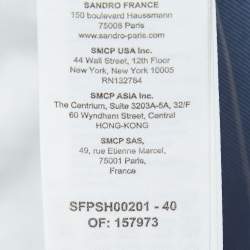 SANDRO FRANCE
150 boulevard Haussmann
75008 Paris
www.sandro-paris.com
SMCP USA Inc.
44 Wall Street, 12th Floor
New York, New York 10005
RN132784
SMCP ASIA Inc.
The Centrium, Suite 3203A-5A, 32/F
60 Wyndham Street, Central
HONG-KONG
SMCP SAS,
49, rue Etienne Marcel,
75001 Paris,
France
SFPSH00201 - 40
OF: 157973